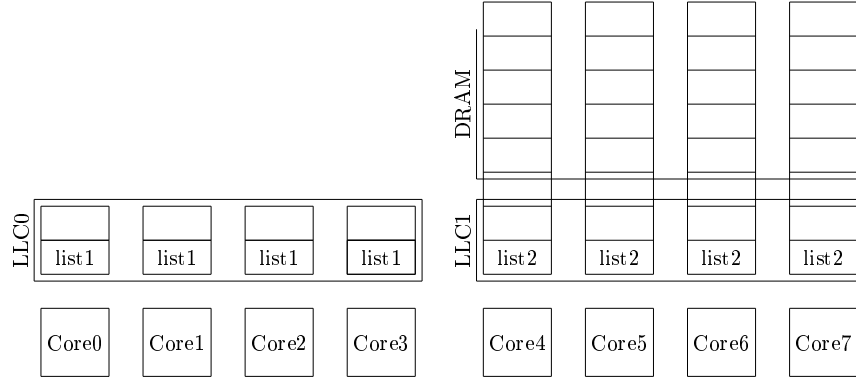 DRAM
LLC0
list1 list1 list1 list1
LLC1
list2 list2 list2 list2
Core0 Core1 Core2 Core3
Core4 Core5 Core6 Core7